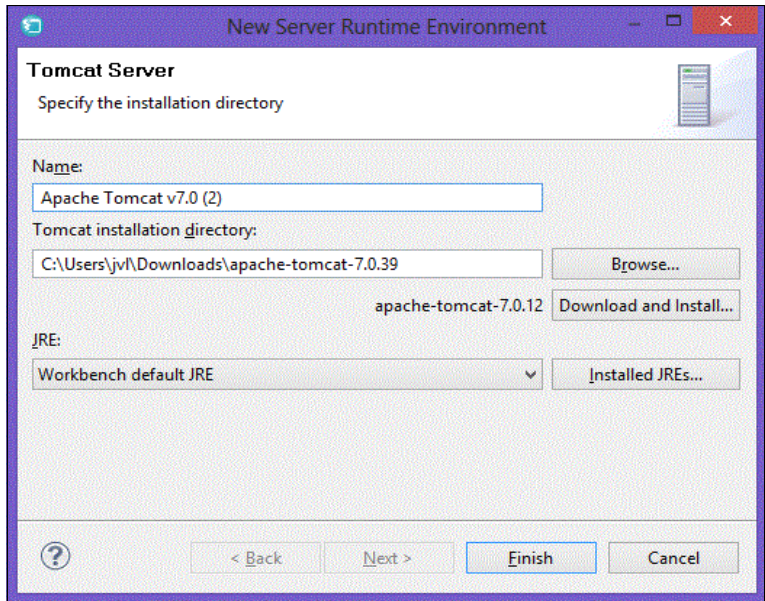 New Server Runtime Environment
Tomcat Server
Specify the installation directory
Name:
Apache Tomcat v7.0 (2)
Tomcat installation directory:
C:\Users\jvl\Downloads\apache-tomcat-7.0.39
Browse...
apache-tomcat-7.0.12 Download and Install...
JRE:
Workbench default JRE
Installed JREs...
?
< Back
Next >
Finish
Cancel